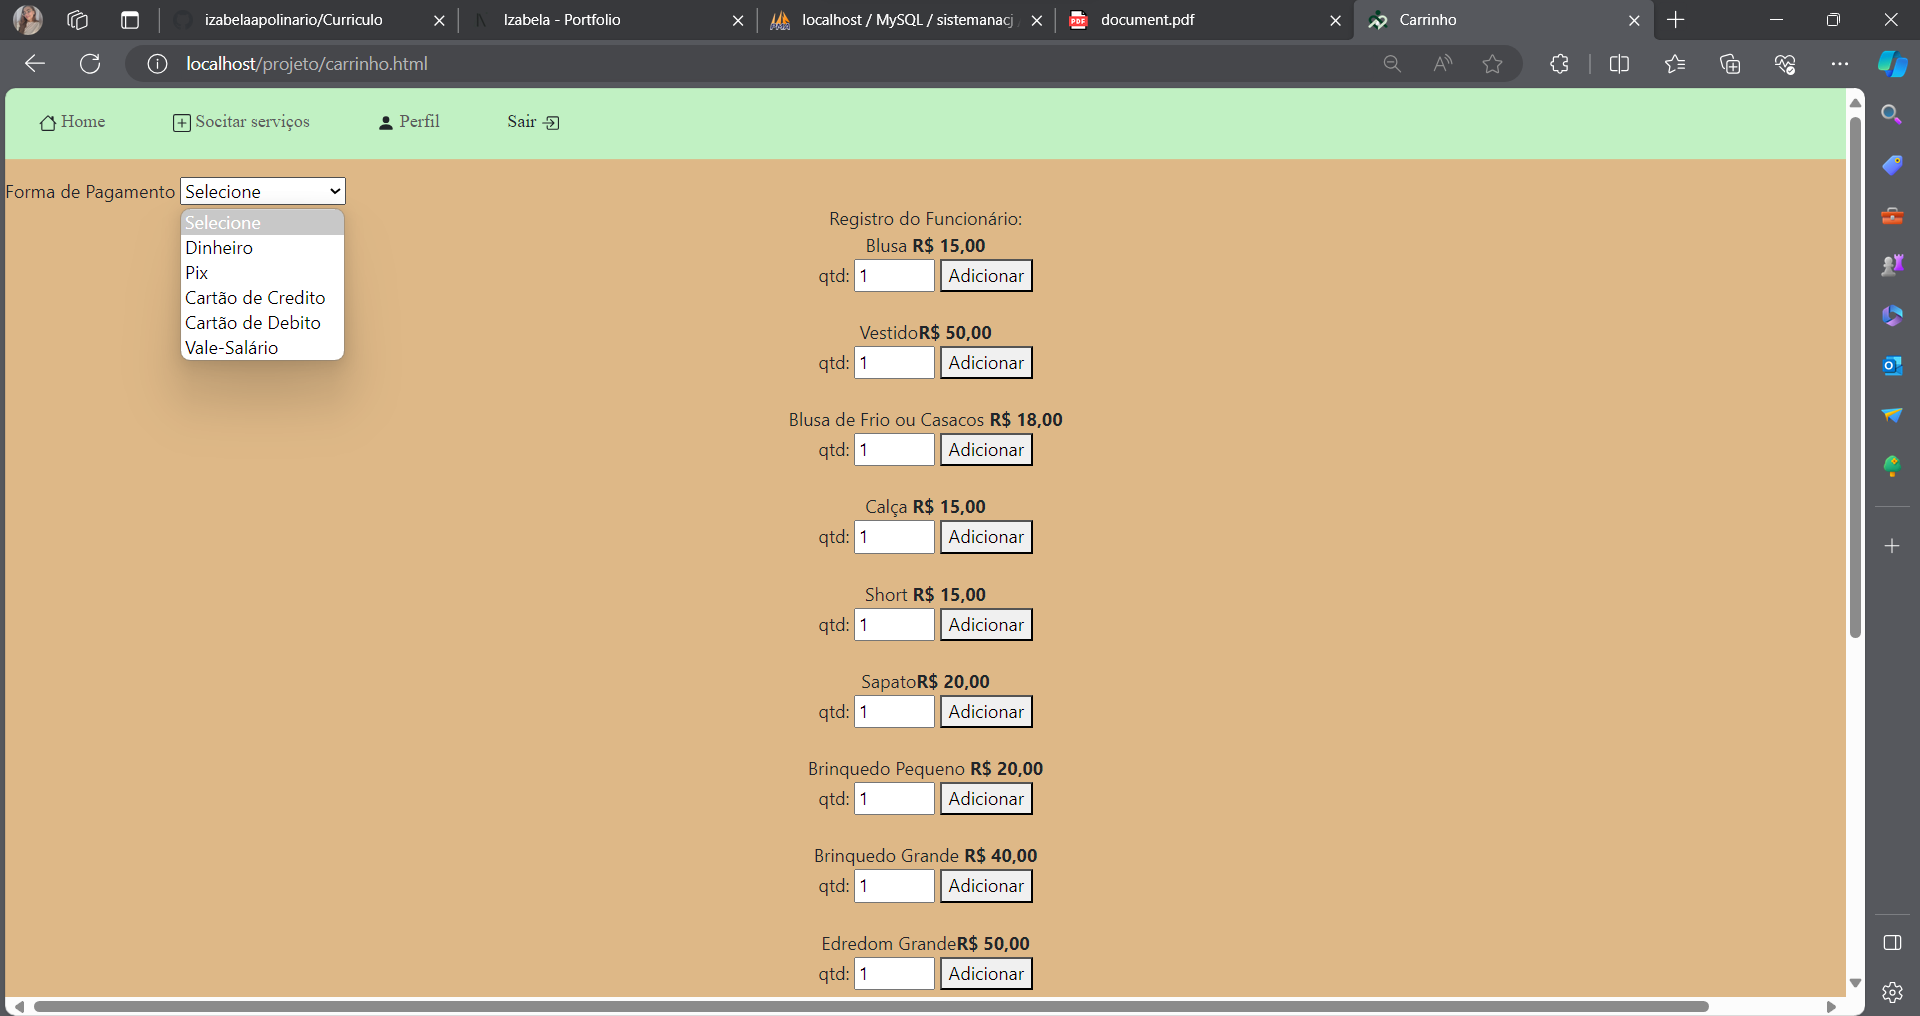 izabelaapolinario/Curriculo
Izabela - Portfolio
localhost / MySQL / sistemanacj
document.pdf
Carrinho
localhost/projeto/carrinho.html
Home
Socitar serviços
Perfil
Sair
Forma de Pagamento Selecione
Selecione
Dinheiro
Pix
Cartão de Credito
Cartão de Debito
Vale-Salário
Registro do Funcionário:
Blusa R$ 15,00
qtd: 1 Adicionar
VestidoR$ 50,00
qtd: 1 Adicionar
Blusa de Frio ou Casacos R$ 18,00
qtd: 1 Adicionar
Calça R$ 15,00
qtd: 1 Adicionar
Short R$ 15,00
qtd: 1 Adicionar
SapatoR$ 20,00
qtd: 1 Adicionar
Brinquedo Pequeno R$ 20,00
qtd: 1 Adicionar
Brinquedo Grande R$ 40,00
qtd: 1 Adicionar
Edredom GrandeR$ 50,00
qtd: 1 Adicionar